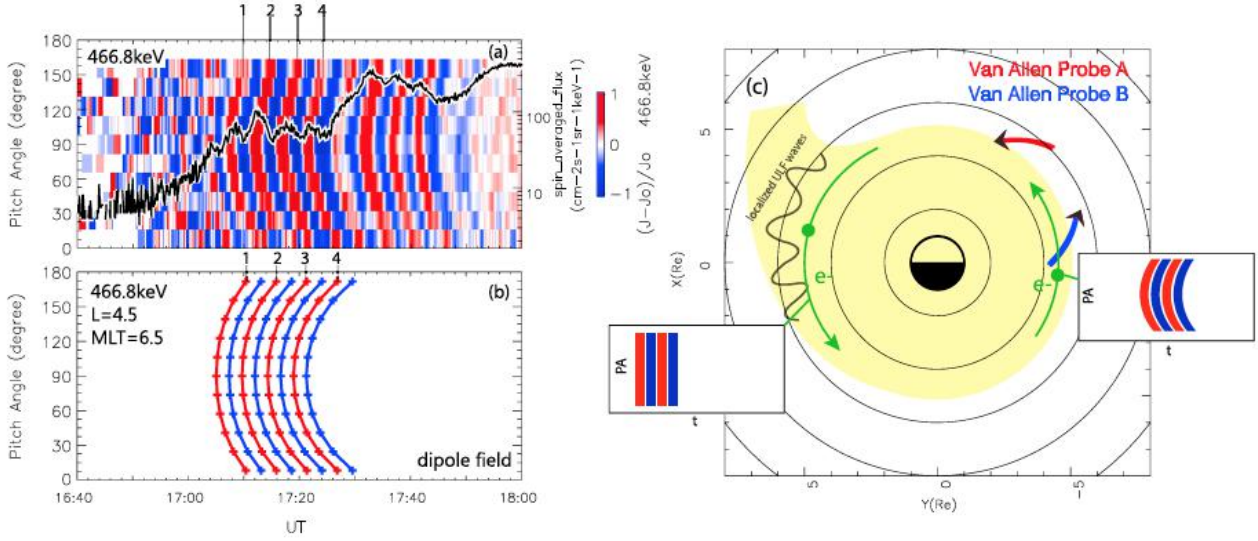 1 2 3 4
180
150
120
90
60
30
0
Pitch Angle (degree)
466.8keV
(a)
100
10
spin_averaged_flux
(cm-2s-1sr-1keV-1)
1
0
-1
(J-Jo)/Jo 466.8keV
1 2 3 4
180
150
120
90
60
30
0
Pitch Angle (degree)
466.8keV
L=4.5
MLT=6.5
(b)
dipole field
16:40 17:00 17:20 17:40 18:00
UT
(c)
Van Allen Probe A
Van Allen Probe B
localized ULF waves
e-
e-
PA
t
PA
t
5
0
X(Re)
5 0 -5
Y(Re)